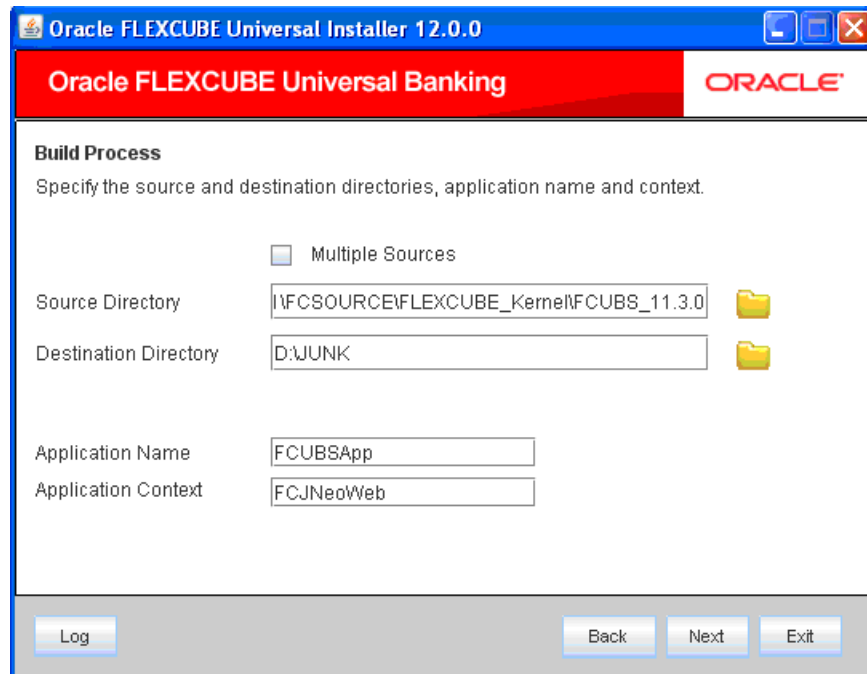 Oracle FLEXCUBE Universal Installer 12.0.0
Oracle FLEXCUBE Universal Banking
ORACLE
Build Process
Specify the source and destination directories, application name and context.
Multiple Sources
Source Directory \FCSOURCE\FLEXCUBE_Kernel\FCUBS_11.3.0
Destination Directory D:\JUNK
Application Name FCUBSApp
Application Context FCJNeoWeb
Log Back Next Exit